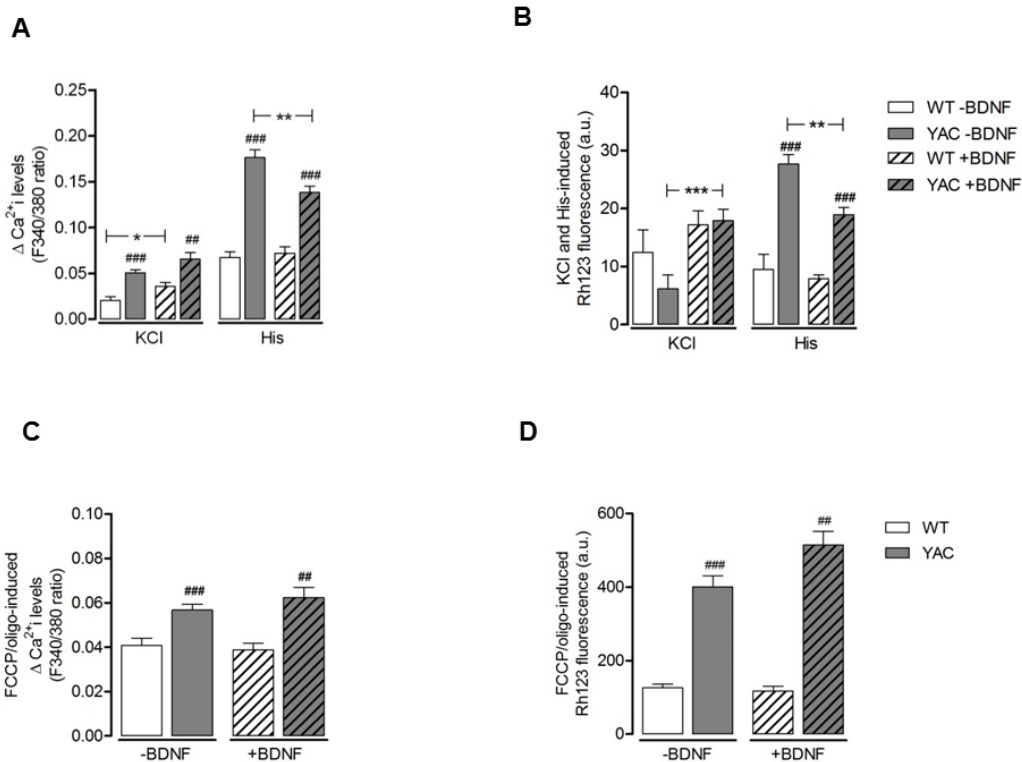 A
0.25
0.20
0.15
0.10
0.05
0.00
Δ Ca²⁺i levels
(F340/380 ratio)
*
###
##
###
**
###
KCl
His
B
40
30
20
10
0
KCl and His-induced
Rh123 fluorescence (a.u.)
***
###
**
###
KCl
His
WT -BDNF
YAC -BDNF
WT +BDNF
YAC +BDNF
C
0.10
0.08
0.06
0.04
0.02
0.00
FCCP/oligo-induced
Δ Ca²⁺i levels
(F340/380 ratio)
###
##
-BDNF
+BDNF
D
600
400
200
0
FCCP/oligo-induced
Rh123 fluorescence (a.u.)
###
##
-BDNF
+BDNF
WT
YAC